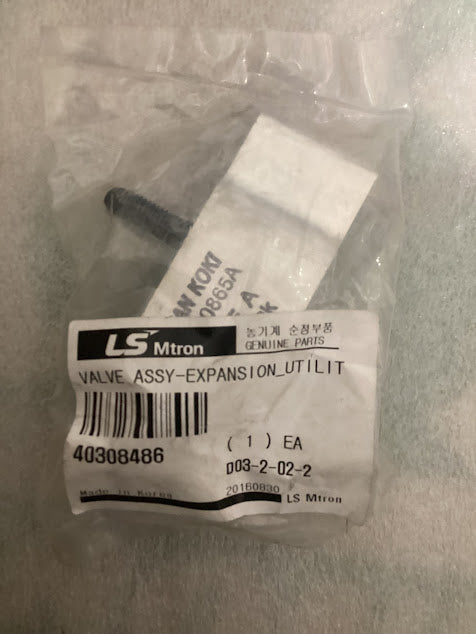 KOKI
0865A
A
LS Mtron
농기계 순정부품
GENUINE PARTS
VALVE ASSY-EXPANSION_UTILIT
40308486
( 1 ) EA
D03-2-02-2
Made in Korea
20160830
LS Mtron